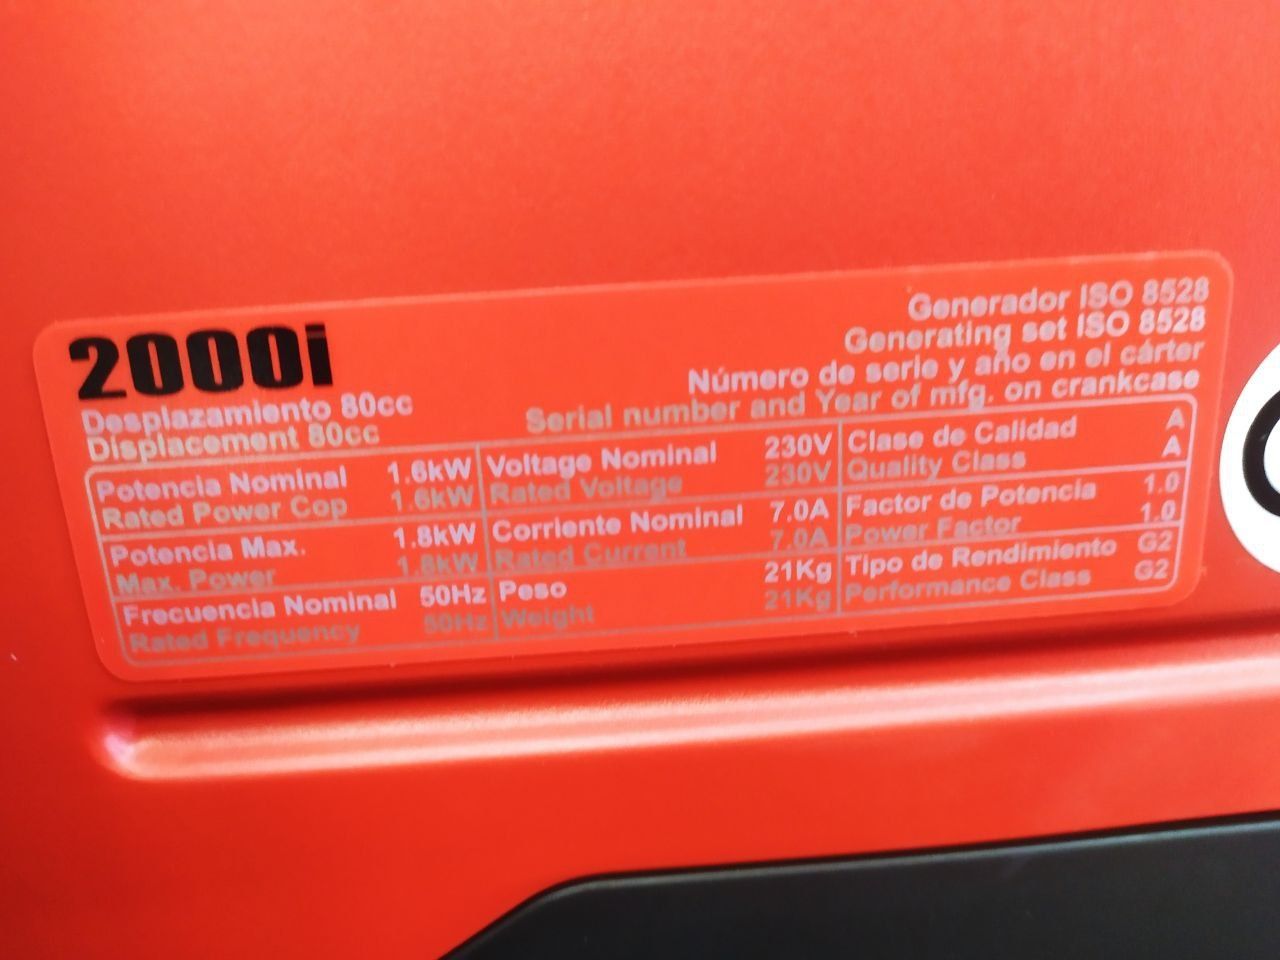 2000i
Desplazamiento 80cc
Displacement 80cc
Generador ISO 8528
Generating set ISO 8528
Número de serie y año en el cárter
Serial number and Year of mfg. on crankcase
Potencia Nominal 1.6kW
Rated Power Cop 1.6kW
Potencia Max. 1.8kW
Max. Power 1.8kW
Frecuencia Nominal 50Hz
Rated Frequency 50Hz
Voltage Nominal 230V
Rated Voltage 230V
Corriente Nominal 7.0A
Rated Current 7.0A
Peso 21Kg
Weight 21Kg
Clase de Calidad A
Quality Class A
Factor de Potencia 1.0
Power Factor 1.0
Tipo de Rendimiento G2
Performance Class G2